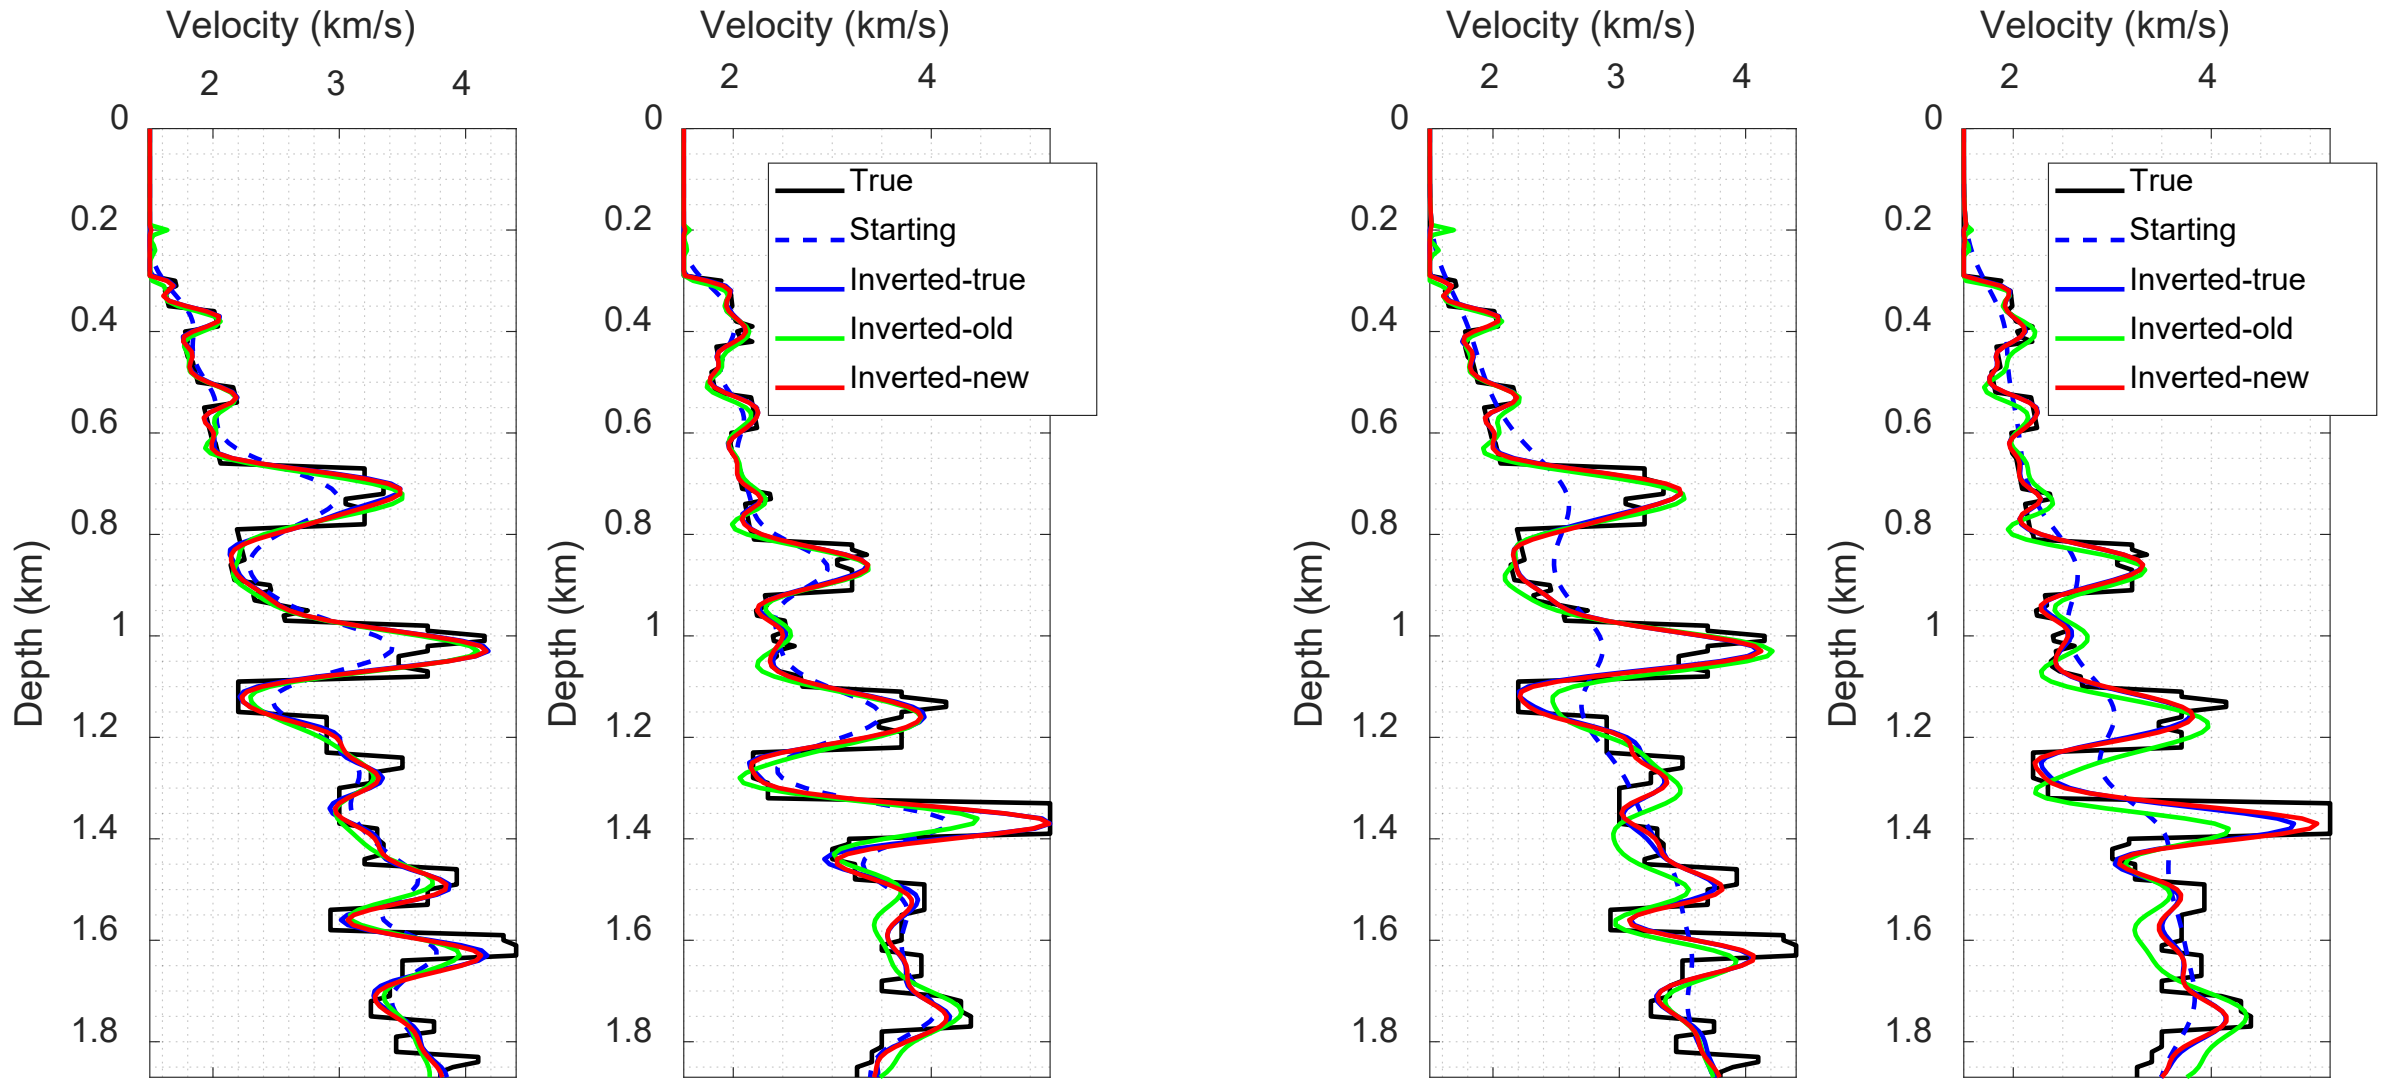 Velocity (km/s)
2 3 4
0
0.2
0.4
0.6
0.8
1
1.2
1.4
1.6
1.8
Depth (km)
Velocity (km/s)
2 4
0
0.2
0.4
0.6
0.8
1
1.2
1.4
1.6
1.8
Depth (km)
True
Starting
Inverted-true
Inverted-old
Inverted-new
Velocity (km/s)
2 3 4
0
0.2
0.4
0.6
0.8
1
1.2
1.4
1.6
1.8
Depth (km)
Velocity (km/s)
2 4
0
0.2
0.4
0.6
0.8
1
1.2
1.4
1.6
1.8
Depth (km)
True
Starting
Inverted-true
Inverted-old
Inverted-new